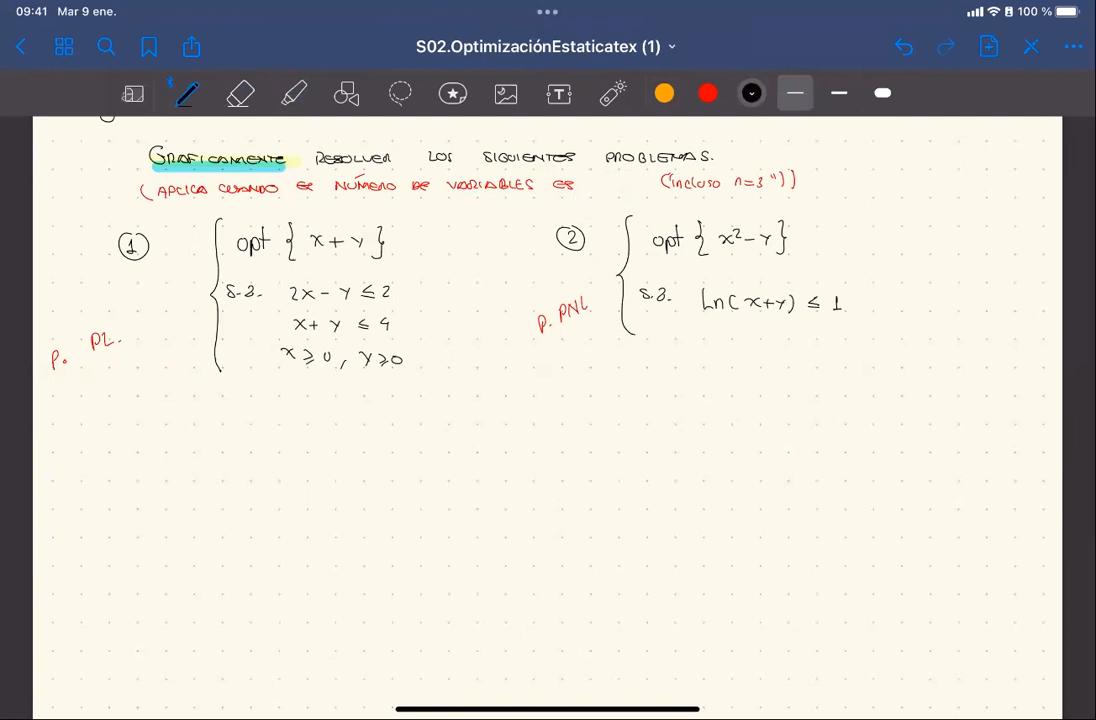 09:41 Mar 9 ene.
100 %
S02.OptimizaciónEstaticatex (1)
GRAFICAMENTE RESOLVER LOS SIGUIENTES PROBLEMAS.
(APLICA CUANDO EL NÚMERO DE VARIABLES ES (incluso n=3"))
① opt { x + y }
s.a. 2x - y ≤ 2
x + y ≤ 4
x ≥ 0, y ≥ 0
P. PL.
② opt { x² - y }
s.a. Ln(x+y) ≤ 1
P. PNL.